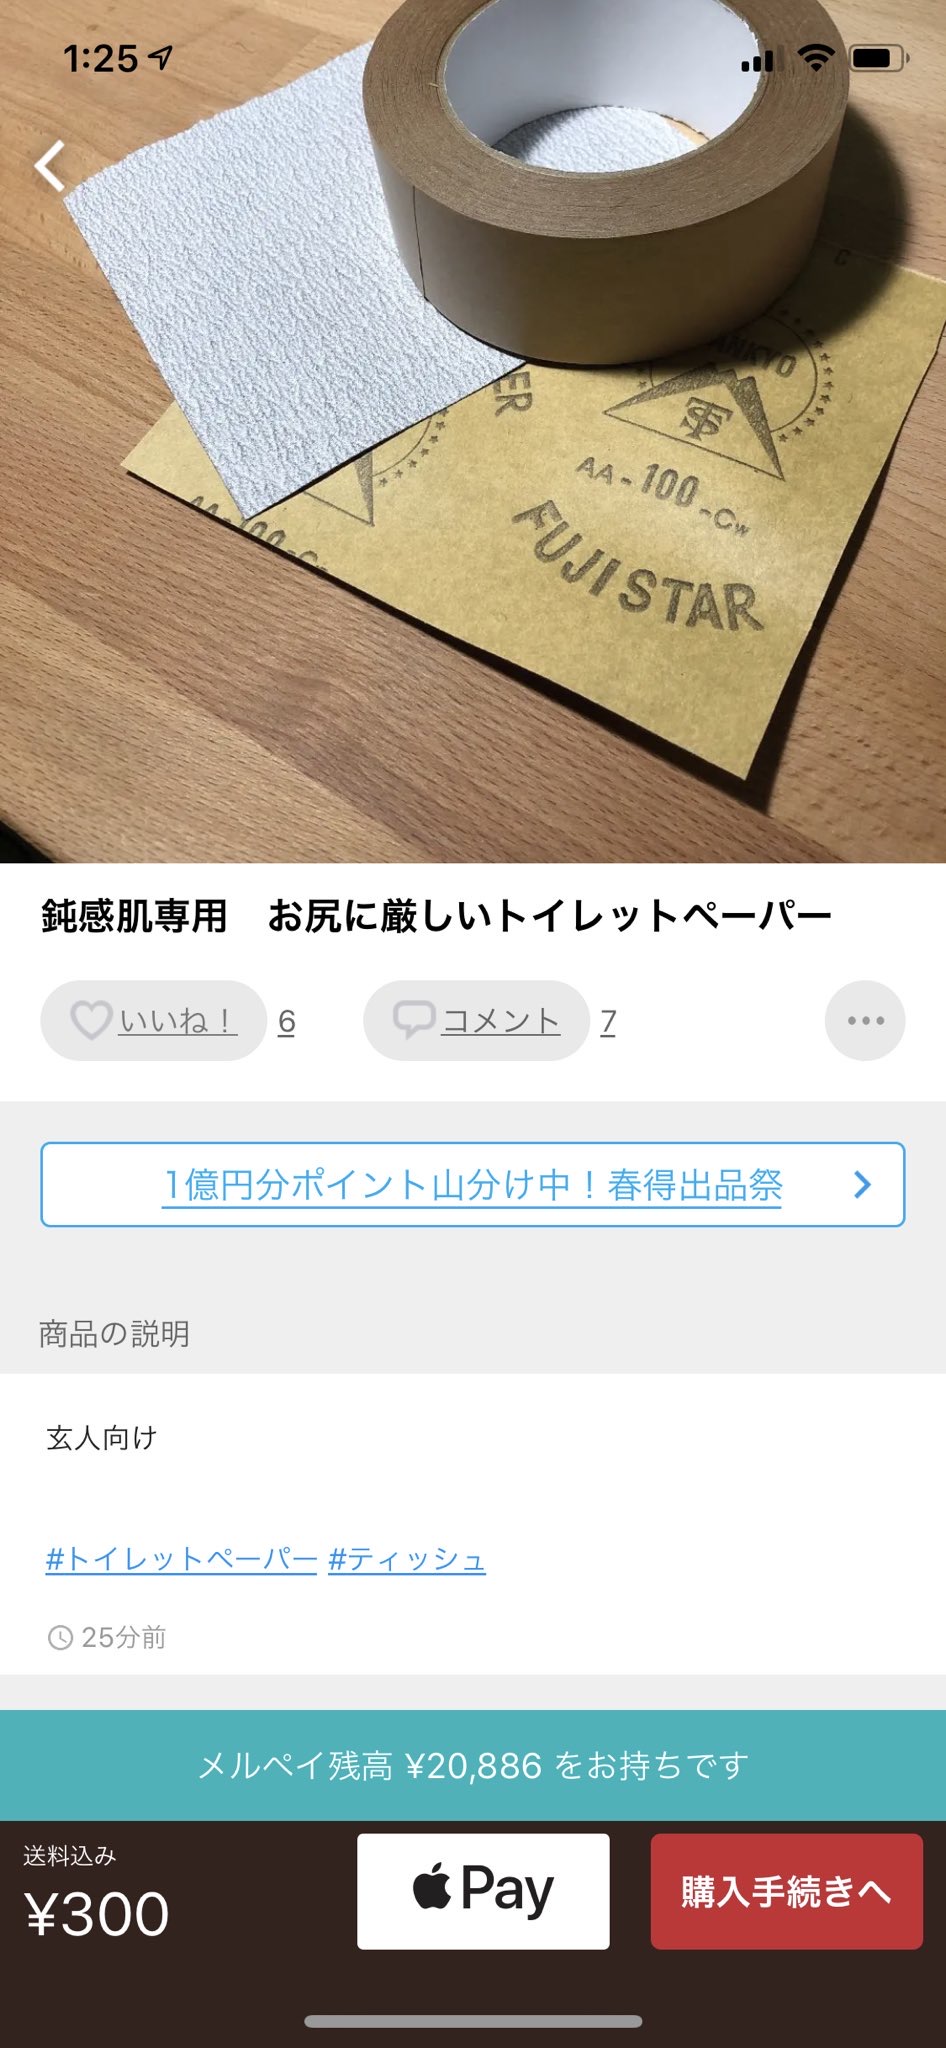 1:25
C
ANKYO
TS
ER
AA-100-Cw
AA-100-Cw
FUJI STAR
鈍感肌専用　お尻に厳しいトイレットペーパー
いいね！ 6 コメント 7
1億円分ポイント山分け中！春得出品祭
商品の説明
玄人向け
#トイレットペーパー #ティッシュ
25分前
メルペイ残高 ¥20,886 をお持ちです
送料込み
¥300
Pay
購入手続きへ